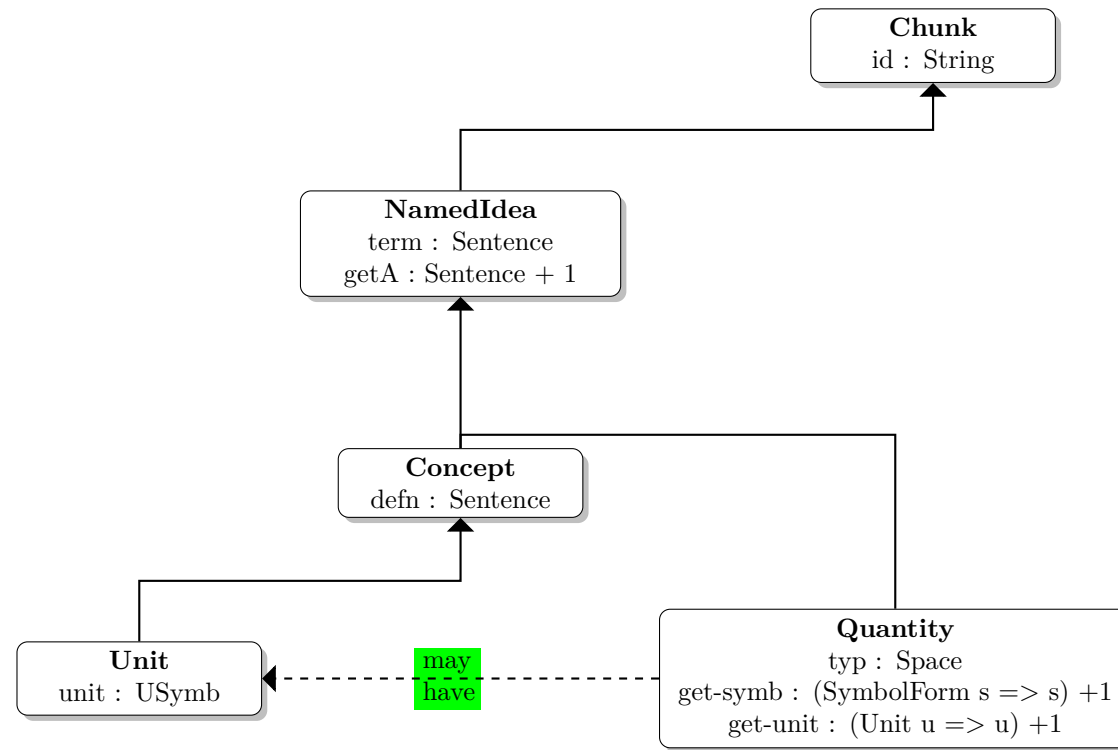 Chunk
id : String
NamedIdea
term : Sentence
getA : Sentence + 1
Concept
defn : Sentence
Unit
unit : USymb
may
have
Quantity
typ : Space
get-symb : (SymbolForm s => s) +1
get-unit : (Unit u => u) +1